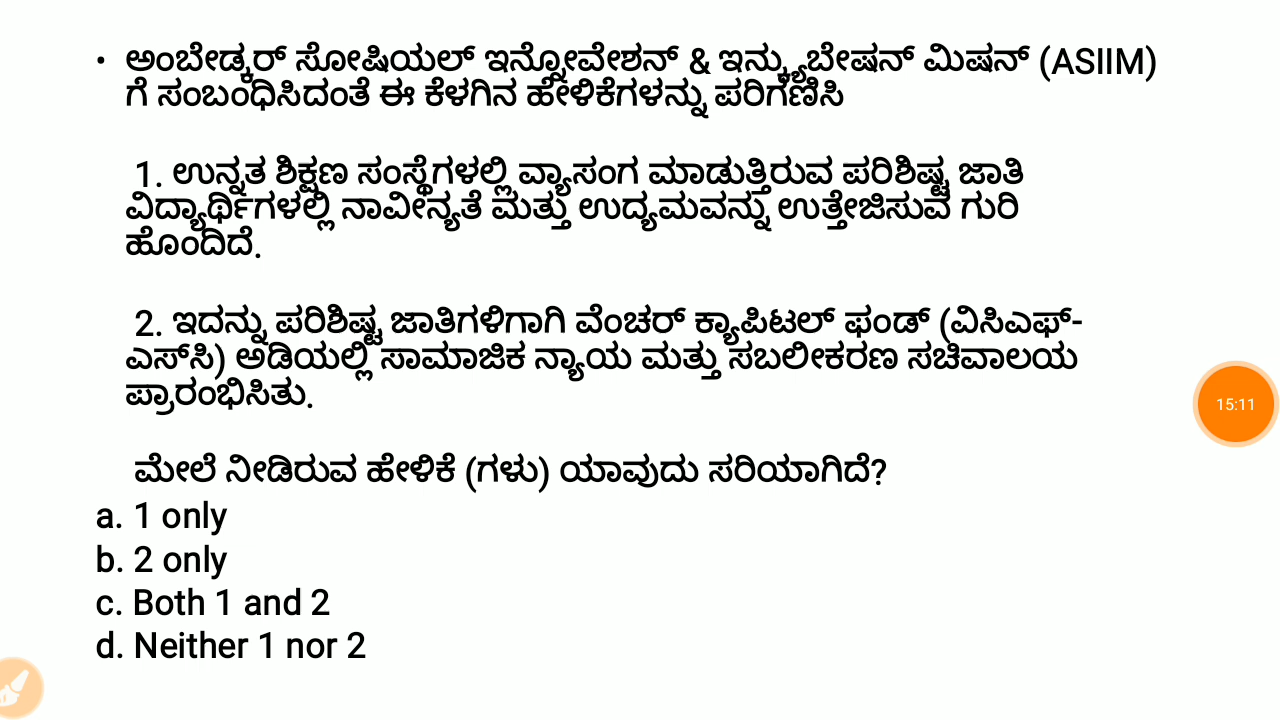 • ಅಂಬೇಡ್ಕರ್ ಸೋಷಿಯಲ್ ಇನ್ನೋವೇಶನ್ & ಇನ್ಕ್ಯುಬೇಷನ್ ಮಿಷನ್ (ASIIM)
ಗೆ ಸಂಬಂಧಿಸಿದಂತೆ ಈ ಕೆಳಗಿನ ಹೇಳಿಕೆಗಳನ್ನು ಪರಿಗಣಿಸಿ
1. ಉನ್ನತ ಶಿಕ್ಷಣ ಸಂಸ್ಥೆಗಳಲ್ಲಿ ವ್ಯಾಸಂಗ ಮಾಡುತ್ತಿರುವ ಪರಿಶಿಷ್ಟ ಜಾತಿ
ವಿದ್ಯಾರ್ಥಿಗಳಲ್ಲಿ ನಾವೀನ್ಯತೆ ಮತ್ತು ಉದ್ಯಮವನ್ನು ಉತ್ತೇಜಿಸುವ ಗುರಿ
ಹೊಂದಿದೆ.
2. ಇದನ್ನು ಪರಿಶಿಷ್ಟ ಜಾತಿಗಳಿಗಾಗಿ ವೆಂಚರ್ ಕ್ಯಾಪಿಟಲ್ ಫಂಡ್ (ವಿಸಿಎಫ್-
ಎಸ್‌ಸಿ) ಅಡಿಯಲ್ಲಿ ಸಾಮಾಜಿಕ ನ್ಯಾಯ ಮತ್ತು ಸಬಲೀಕರಣ ಸಚಿವಾಲಯ
ಪ್ರಾರಂಭಿಸಿತು.
ಮೇಲೆ ನೀಡಿರುವ ಹೇಳಿಕೆ (ಗಳು) ಯಾವುದು ಸರಿಯಾಗಿದೆ?
a. 1 only
b. 2 only
c. Both 1 and 2
d. Neither 1 nor 2
15:11